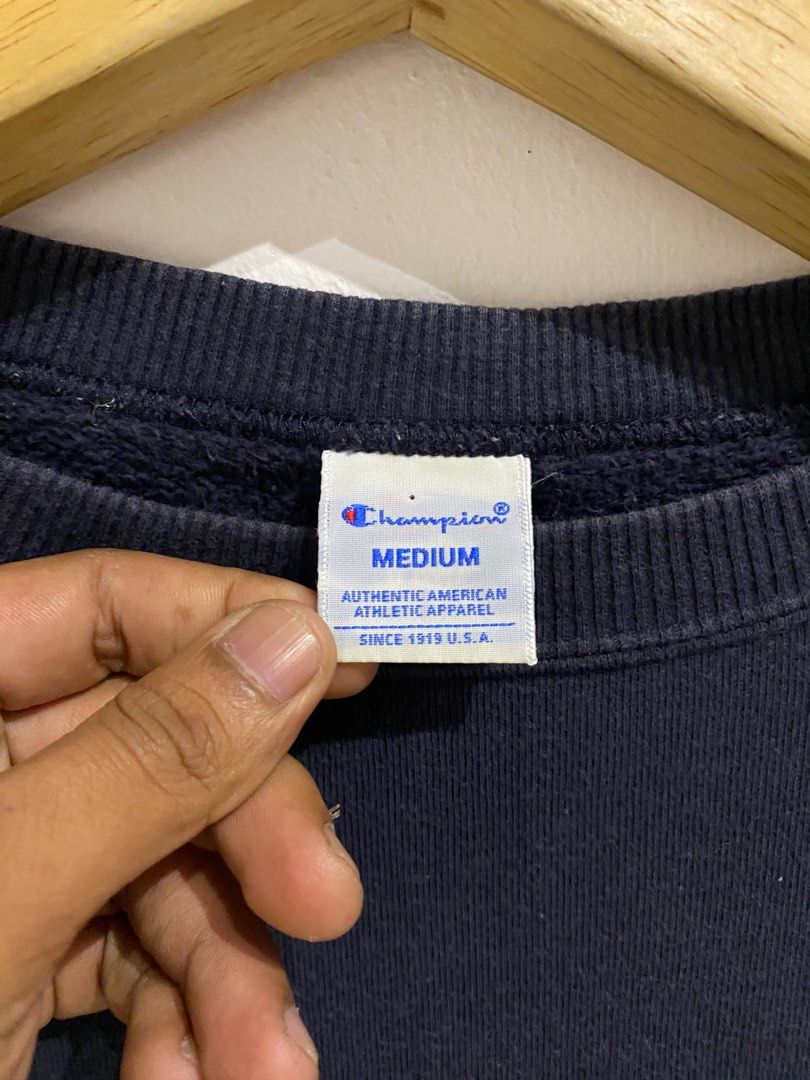 Champion®
MEDIUM
AUTHENTIC AMERICAN
ATHLETIC APPAREL
SINCE 1919 U.S.A.